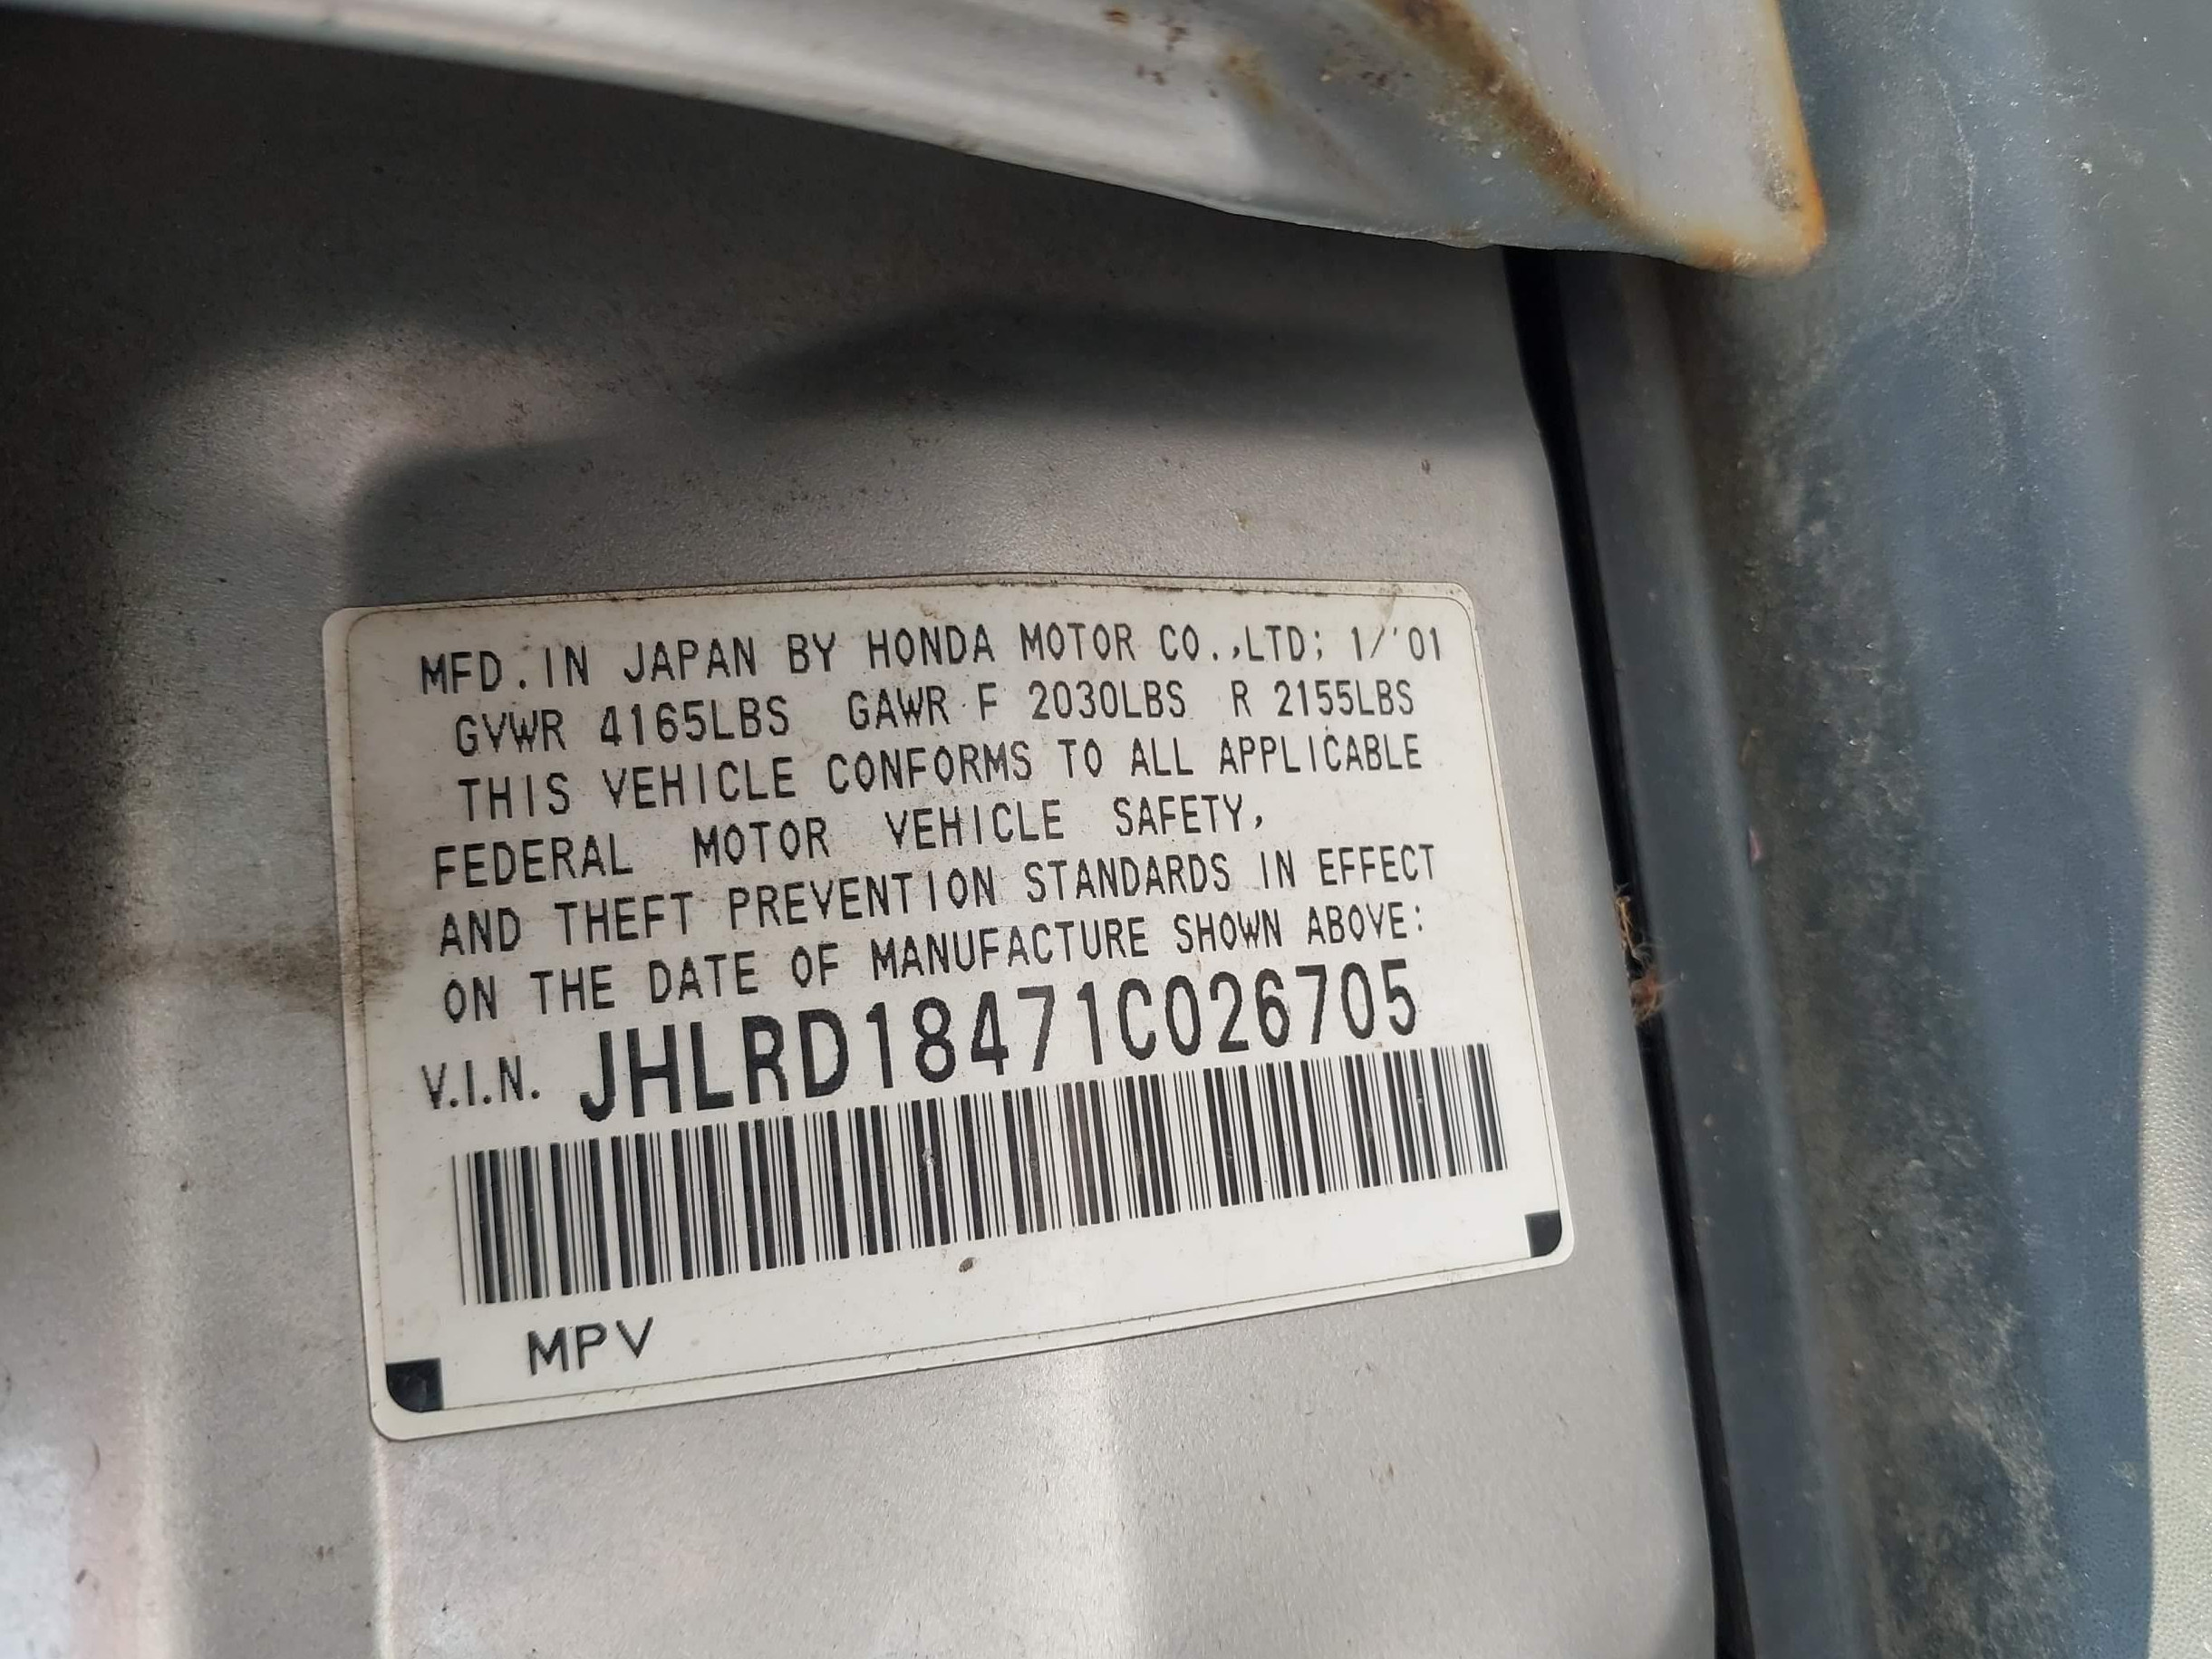 MFD. IN JAPAN BY HONDA MOTOR CO.,LTD; 1/'01
GVWR 4165LBS GAWR F 2030LBS R 2155LBS
THIS VEHICLE CONFORMS TO ALL APPLICABLE
FEDERAL MOTOR VEHICLE SAFETY,
AND THEFT PREVENTION STANDARDS IN EFFECT
ON THE DATE OF MANUFACTURE SHOWN ABOVE:
V.I.N. JHLRD18471C026705
MPV